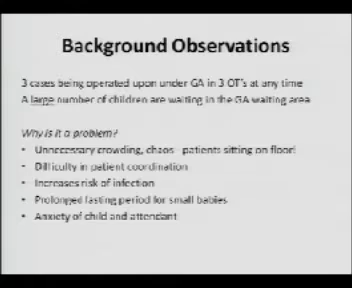 Background Observations
3 cases being operated upon under GA in 3 OT's at any time
A large number of children are waiting in the GA waiting area
Why is it a problem?
• Unnecessary crowding, chaos - patients sitting on floor!
• Difficulty in patient coordination
• Increases risk of infection
• Prolonged fasting period for small babies
• Anxiety of child and attendant